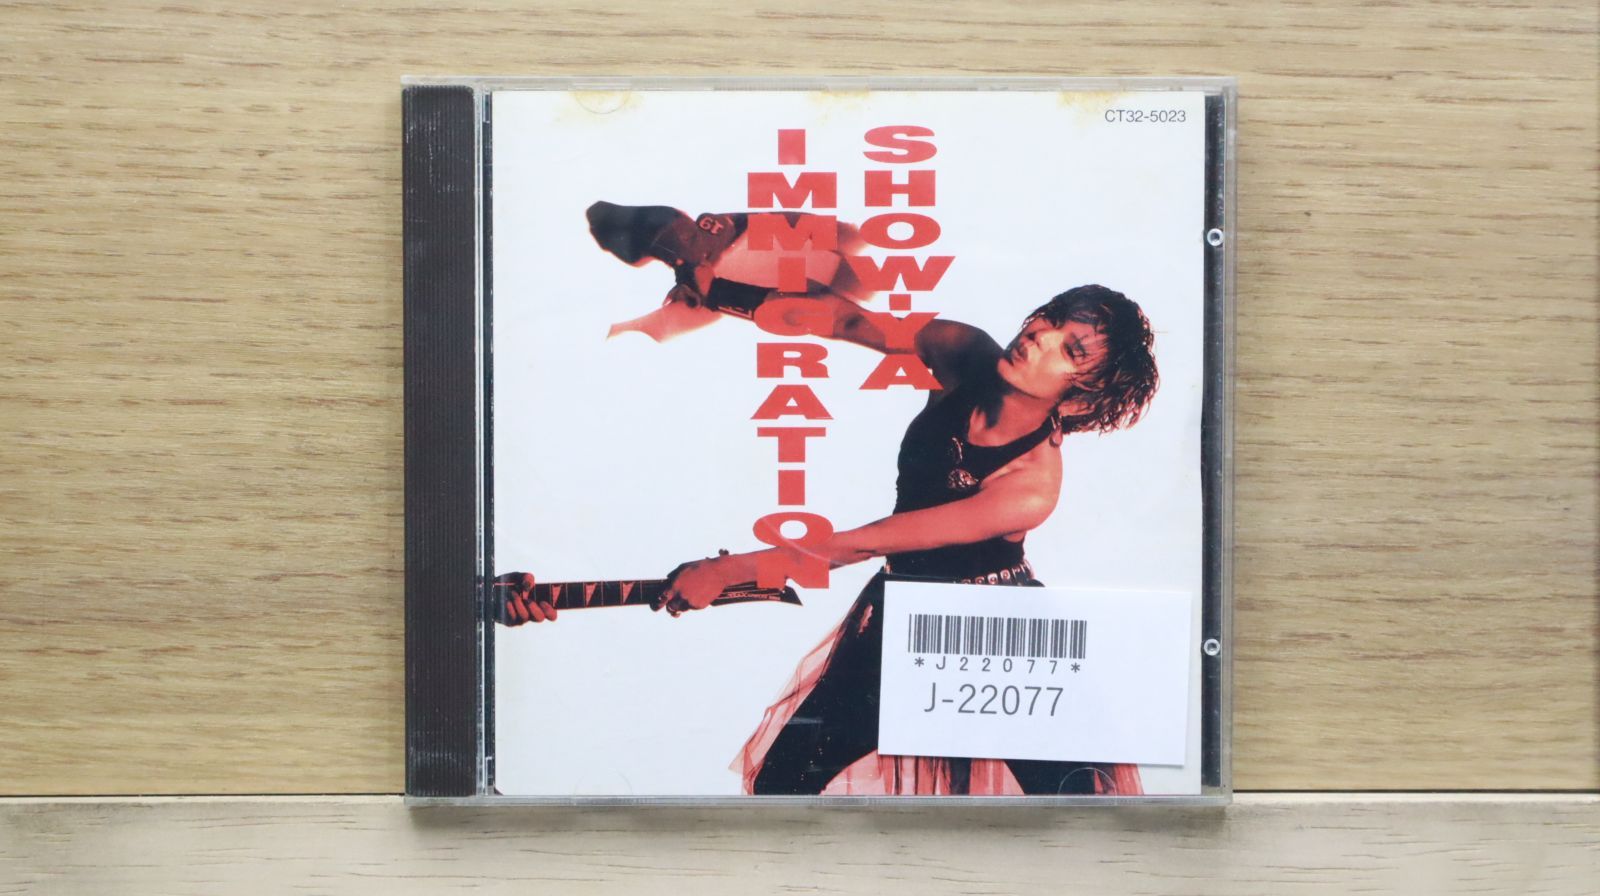 CT32-5023
SHOW-YA
IMMIGRATION
19
*J22077*
J-22077